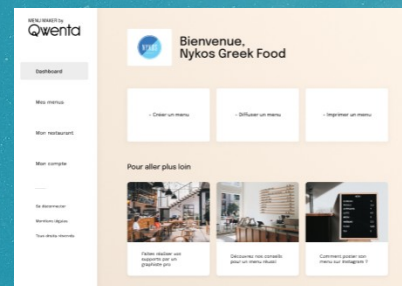 MENU MAKER by
Qwenta
Dashboard
Mes menus
Mon restaurant
Mon compte
Se deconnecter
Mentions légales
Tous droits réservés
NYKOS
Bienvenue,
Nykos Greek Food
+ Créer un menu
+ Diffuser un menu
+ Imprimer un menu
Pour aller plus loin
Faites réaliser vos
supports par un
graphiste pro
Découvrez nos conseils
pour un menu réussi
Comment poster son
menu sur Instagram ?